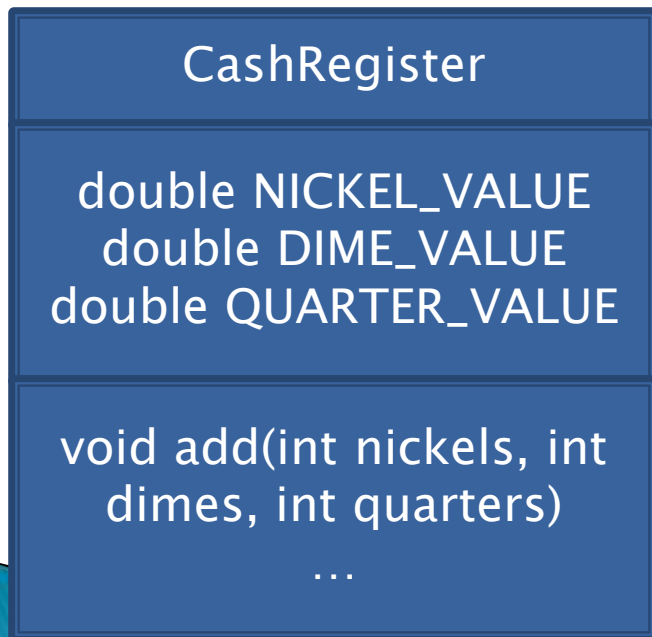 CashRegister
double NICKEL_VALUE
double DIME_VALUE
double QUARTER_VALUE
void add(int nickels, int
dimes, int quarters)
…